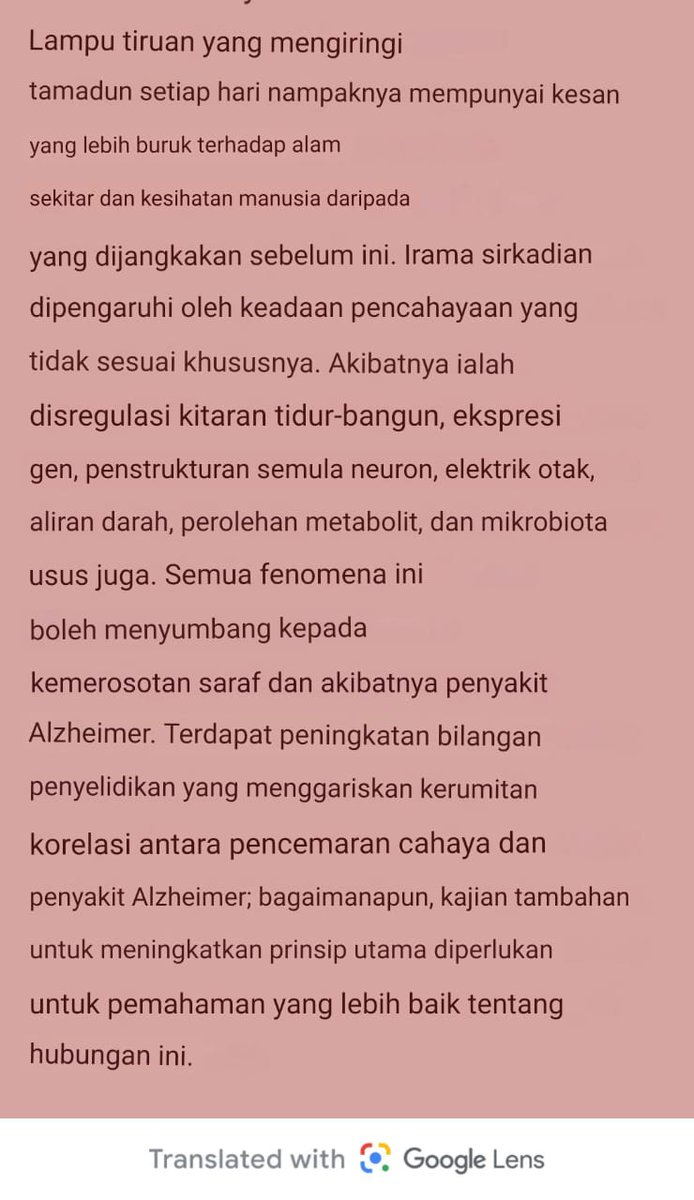 Lampu tiruan yang mengiringi
tamadun setiap hari nampaknya mempunyai kesan
yang lebih buruk terhadap alam
sekitar dan kesihatan manusia daripada
yang dijangkakan sebelum ini. Irama sirkadian
dipengaruhi oleh keadaan pencahayaan yang
tidak sesuai khususnya. Akibatnya ialah
disregulasi kitaran tidur-bangun, ekspresi
gen, penstrukturan semula neuron, elektrik otak,
aliran darah, perolehan metabolit, dan mikrobiota
usus juga. Semua fenomena ini
boleh menyumbang kepada
kemerosotan saraf dan akibatnya penyakit
Alzheimer. Terdapat peningkatan bilangan
penyelidikan yang menggariskan kerumitan
korelasi antara pencemaran cahaya dan
penyakit Alzheimer; bagaimanapun, kajian tambahan
untuk meningkatkan prinsip utama diperlukan
untuk pemahaman yang lebih baik tentang
hubungan ini.
Translated with Google Lens